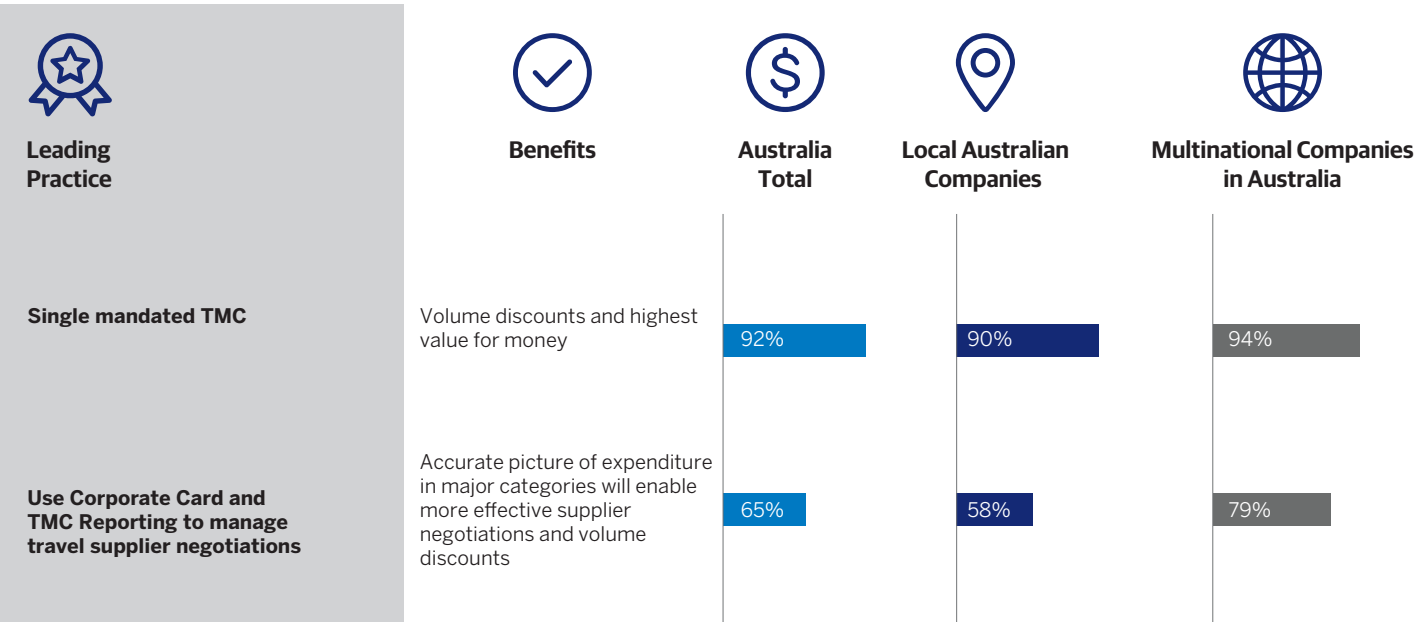 Leading
Practice
Benefits
Australia
Total
Local Australian
Companies
Multinational Companies
in Australia
Single mandated TMC
Volume discounts and highest
value for money
92%
90%
94%
Use Corporate Card and
TMC Reporting to manage
travel supplier negotiations
Accurate picture of expenditure
in major categories will enable
more effective supplier
negotiations and volume
discounts
65%
58%
79%